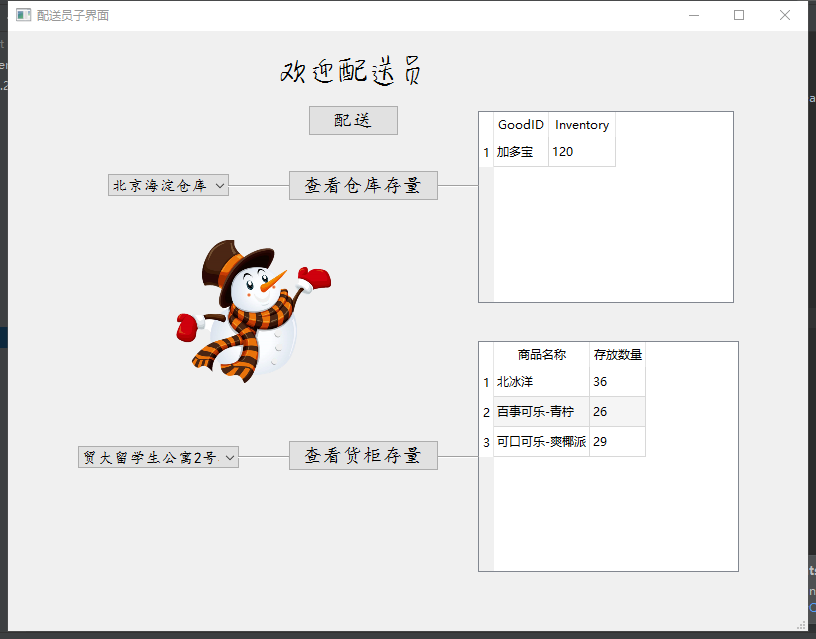 配送员子界面
欢迎配送员
配送
GoodID Inventory
1 加多宝 120
北京海淀仓库
查看仓库存量
商品名称 存放数量
1 北冰洋 36
2 百事可乐-青柠 26
3 可口可乐-爽椰派 29
贸大留学生公寓2号
查看货柜存量